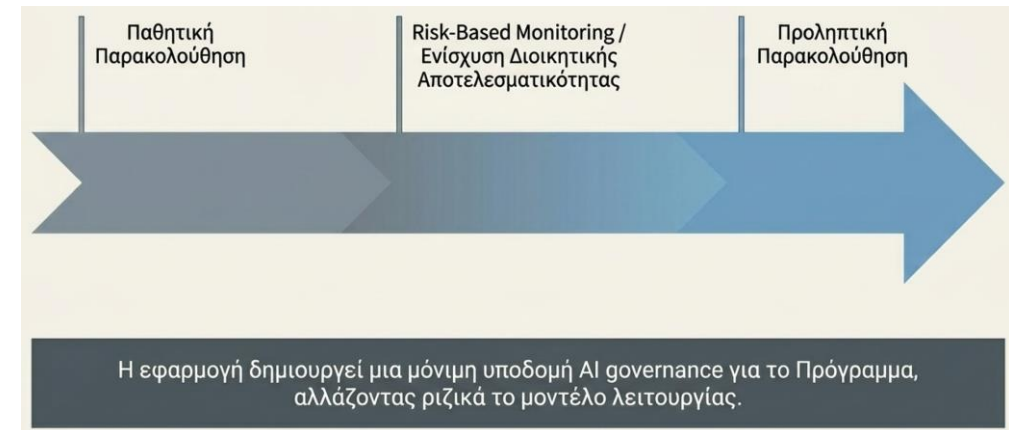 Παθητική
Παρακολούθηση
Risk-Based Monitoring /
Ενίσχυση Διοικητικής
Αποτελεσματικότητας
Προληπτική
Παρακολούθηση
Η εφαρμογή δημιουργεί μια μόνιμη υποδομή AI governance για το Πρόγραμμα,
αλλάζοντας ριζικά το μοντέλο λειτουργίας.